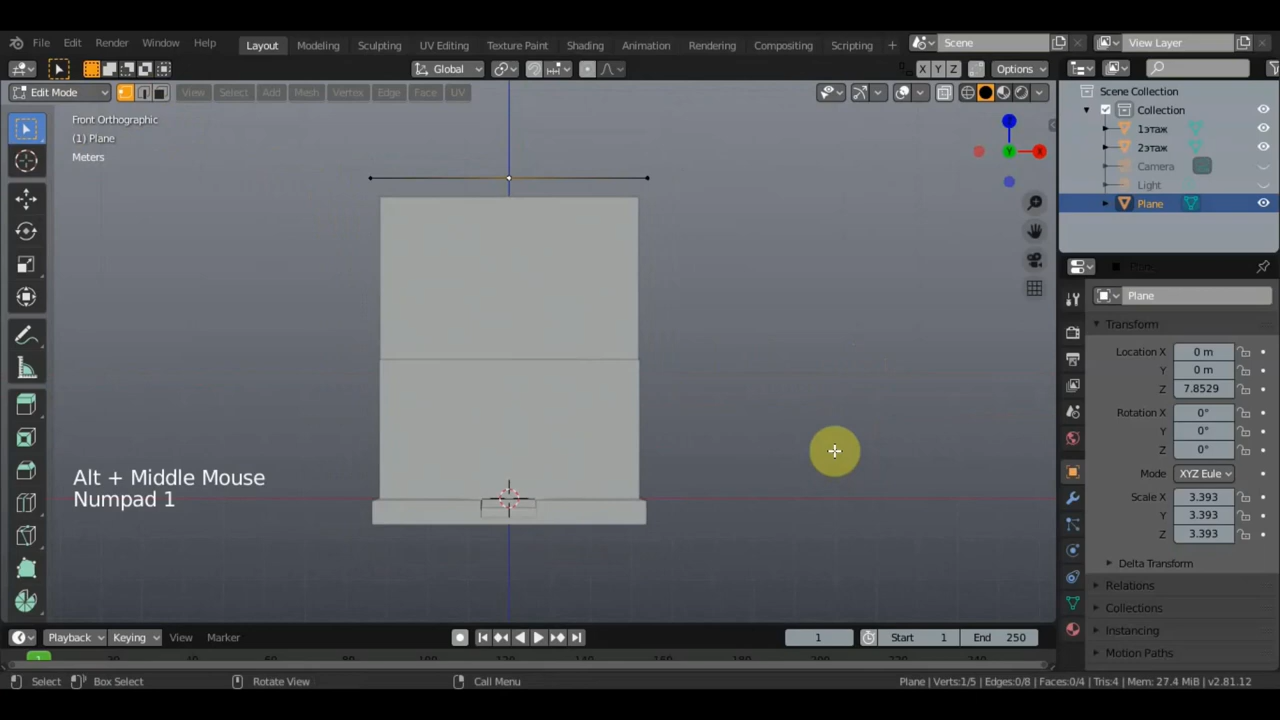 File Edit Render Window Help Layout Modeling Sculpting UV Editing Texture Paint Shading Animation Rendering Compositing Scripting + Scene View Layer
Global X Y Z Options
Edit Mode View Select Add Mesh Vertex Edge Face UV
Scene Collection
Collection
1этаж
2этаж
Camera
Light
Plane
Front Orthographic
(1) Plane
Meters
Z
Y
X
Plane
Transform
Location X 0 m
Y 0 m
Z 7.8529
Rotation X 0°
Y 0°
Z 0°
Mode XYZ Eule
Scale X 3.393
Y 3.393
Z 3.393
Delta Transform
Relations
Collections
Instancing
Motion Paths
Alt + Middle Mouse
Numpad 1
Playback Keying View Marker 1 Start 1 End 250
1
Select Box Select Rotate View Call Menu Plane | Verts:1/5 | Edges:0/8 | Faces:0/4 | Tris:4 | Mem: 27.4 MiB | v2.81.12